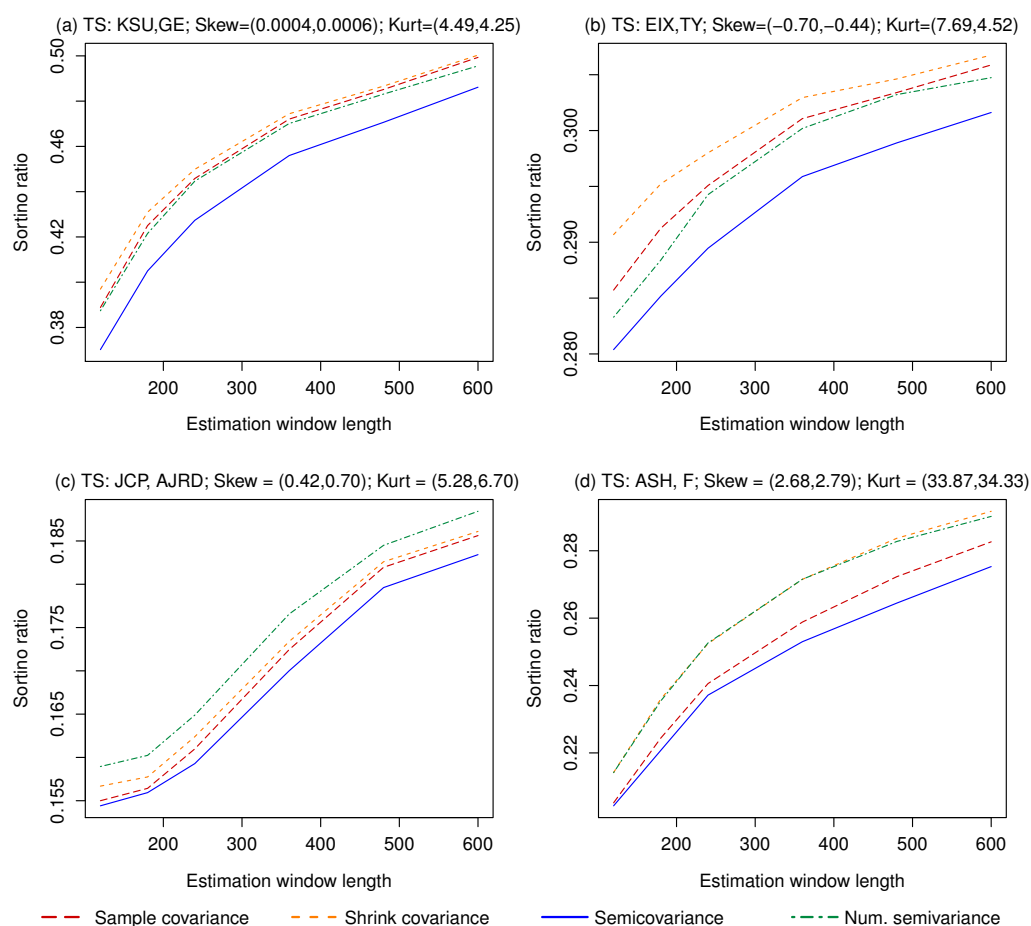 (a) TS: KSU,GE; Skew=(0.0004,0.0006); Kurt=(4.49,4.25)
0.50
0.46
0.42
0.38
Sortino ratio
200 300 400 500 600
Estimation window length
(b) TS: EIX,TY; Skew=(−0.70,−0.44); Kurt=(7.69,4.52)
0.300
0.290
0.280
Sortino ratio
200 300 400 500 600
Estimation window length
(c) TS: JCP, AJRD; Skew = (0.42,0.70); Kurt = (5.28,6.70)
0.185
0.175
0.165
0.155
Sortino ratio
200 300 400 500 600
Estimation window length
(d) TS: ASH, F; Skew = (2.68,2.79); Kurt = (33.87,34.33)
0.28
0.26
0.24
0.22
Sortino ratio
200 300 400 500 600
Estimation window length
Sample covariance Shrink covariance Semicovariance Num. semivariance